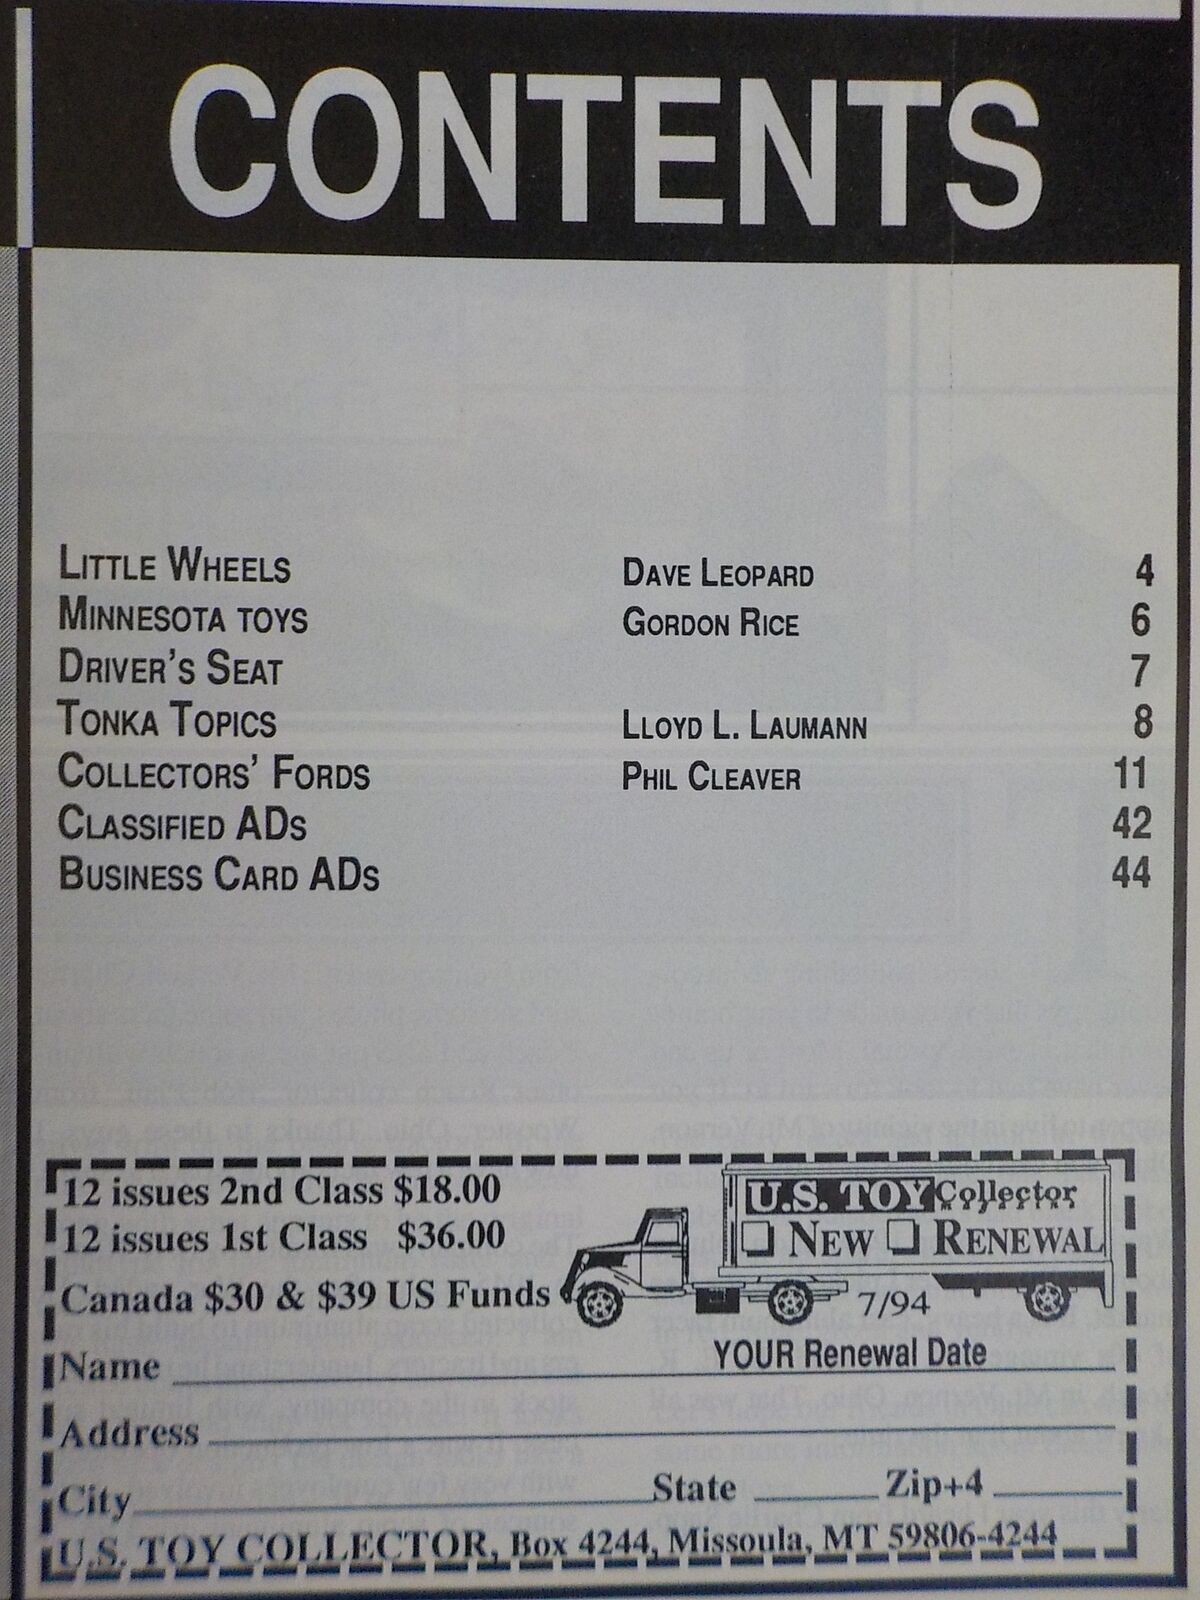 CONTENTS
LITTLE WHEELS DAVE LEOPARD 4
MINNESOTA TOYS GORDON RICE 6
DRIVER'S SEAT 7
TONKA TOPICS LLOYD L. LAUMANN 8
COLLECTORS' FORDS PHIL CLEAVER 11
CLASSIFIED ADS 42
BUSINESS CARD ADS 44
12 issues 2nd Class $18.00
12 issues 1st Class $36.00
Canada $30 & $39 US Funds
U.S. TOY Collector
MAGAZINE
NEW RENEWAL
7/94
YOUR Renewal Date
Name
Address
City State Zip+4
U.S. TOY COLLECTOR, Box 4244, Missoula, MT 59806-4244